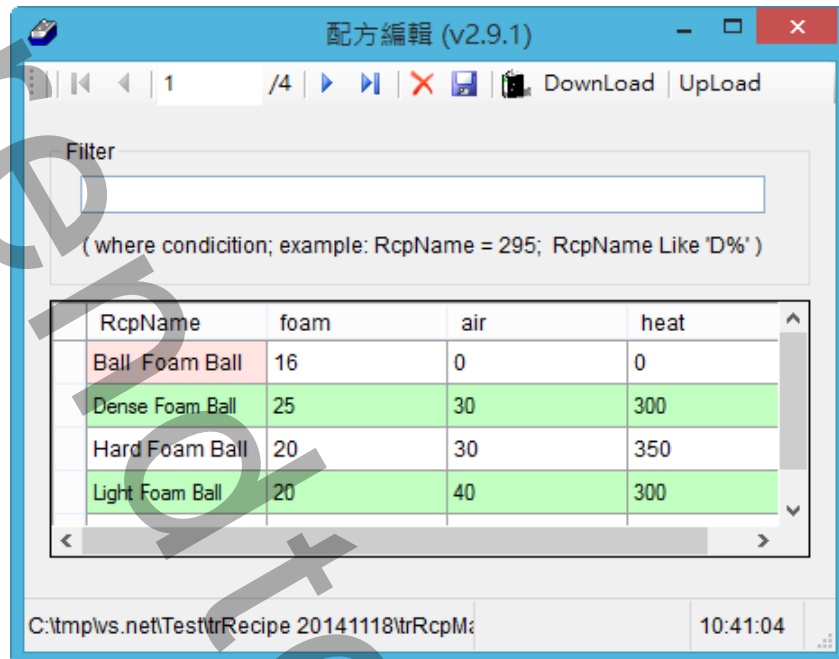 配方編輯 (v2.9.1)
1 /4 DownLoad UpLoad
Filter
( where condicition; example: RcpName = 295; RcpName Like 'D%' )
RcpName foam air heat
Ball Foam Ball 16 0 0
Dense Foam Ball 25 30 300
Hard Foam Ball 20 30 350
Light Foam Ball 20 40 300
C:\tmp\vs.net\Test\trRecipe 20141118\trRcpMa 10:41:04